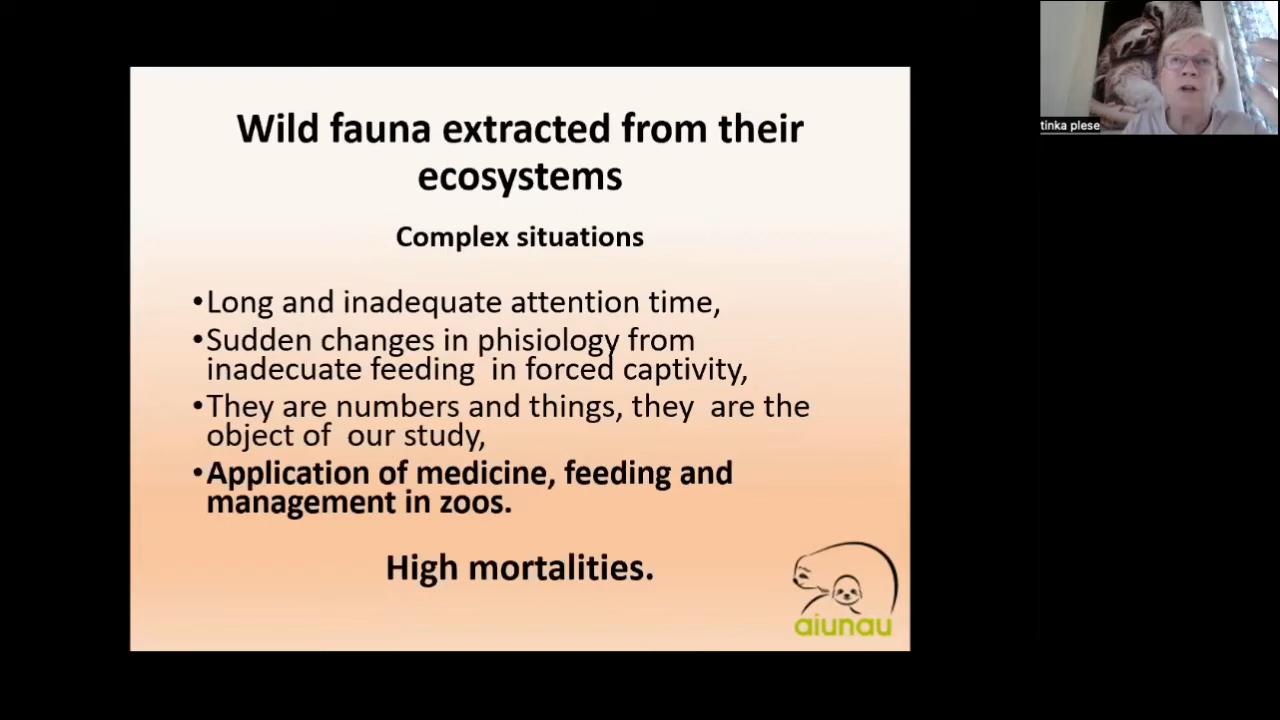 Wild fauna extracted from their
ecosystems
Complex situations
•Long and inadequate attention time,
•Sudden changes in phisiology from
inadecuate feeding in forced captivity,
•They are numbers and things, they are the
object of our study,
•Application of medicine, feeding and
management in zoos.
High mortalities.
aiunau
tinka plese